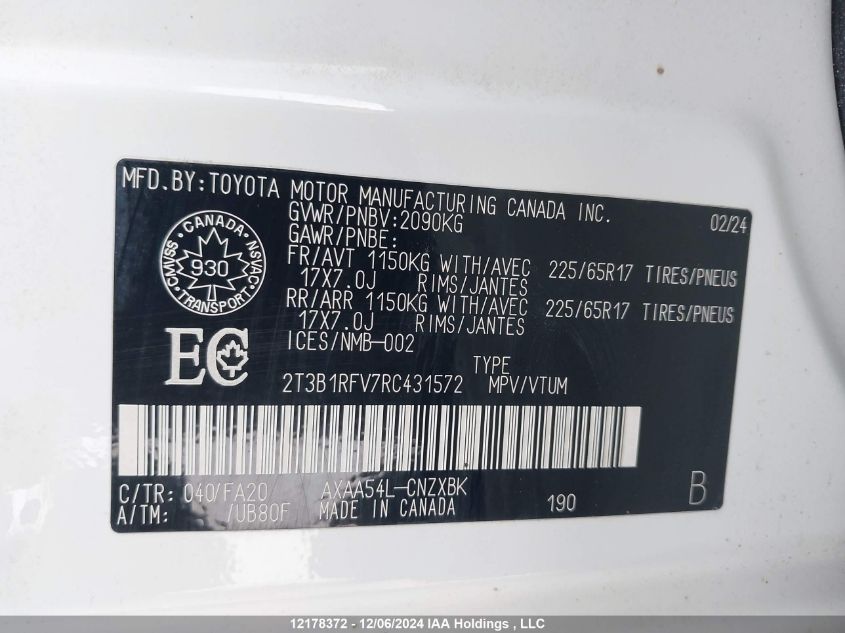 MFD.BY:TOYOTA MOTOR MANUFACTURING CANADA INC. 02/24
GVWR/PNBV:2090KG
GAWR/PNBE:
FR/AVT 1150KG WITH/AVEC 225/65R17 TIRES/PNEUS
17X7.0J RIMS/JANTES
RR/ARR 1150KG WITH/AVEC 225/65R17 TIRES/PNEUS
17X7.0J RIMS/JANTES
ICES/NMB-002
CANADA
CMVSS 930 NSVAC
TRANSPORT
EC
TYPE
2T3B1RFV7RC431572 MPV/VTUM
C/TR: 040/FA20 AXAA54L-CNZXBK
A/TM: /UB80F MADE IN CANADA 190 B
12178372 - 12/06/2024 IAA Holdings , LLC